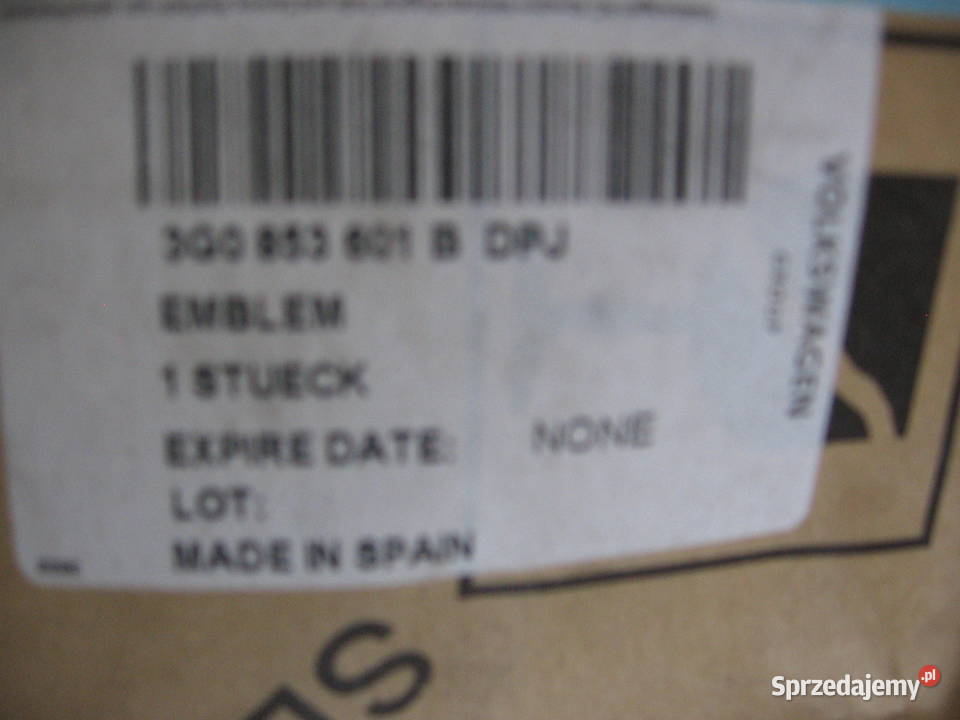 3G0 853 601 B DPJ
EMBLEM
1 STUECK
EXPIRE DATE: NONE
LOT:
MADE IN SPAIN
VOLKSWAGEN
Sprzedajemy.pl